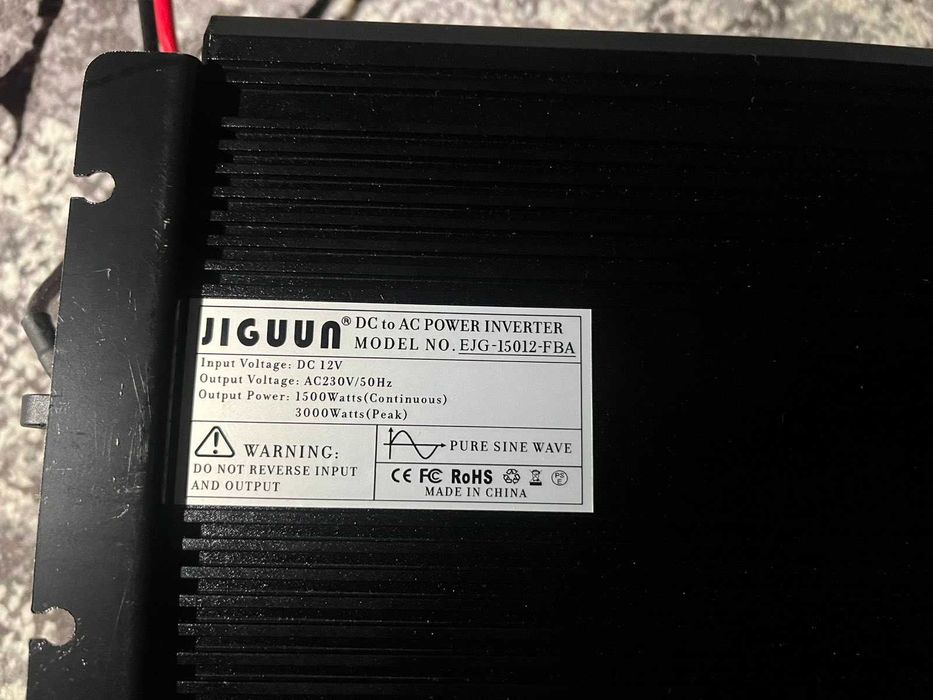 JIGUUN® DC to AC POWER INVERTER
MODEL NO. EJG-15012-FBA
Input Voltage: DC 12V
Output Voltage: AC230V/50Hz
Output Power: 1500Watts(Continuous)
3000Watts(Peak)
WARNING:
DO NOT REVERSE INPUT
AND OUTPUT
PURE SINE WAVE
CE FC RoHS
MADE IN CHINA